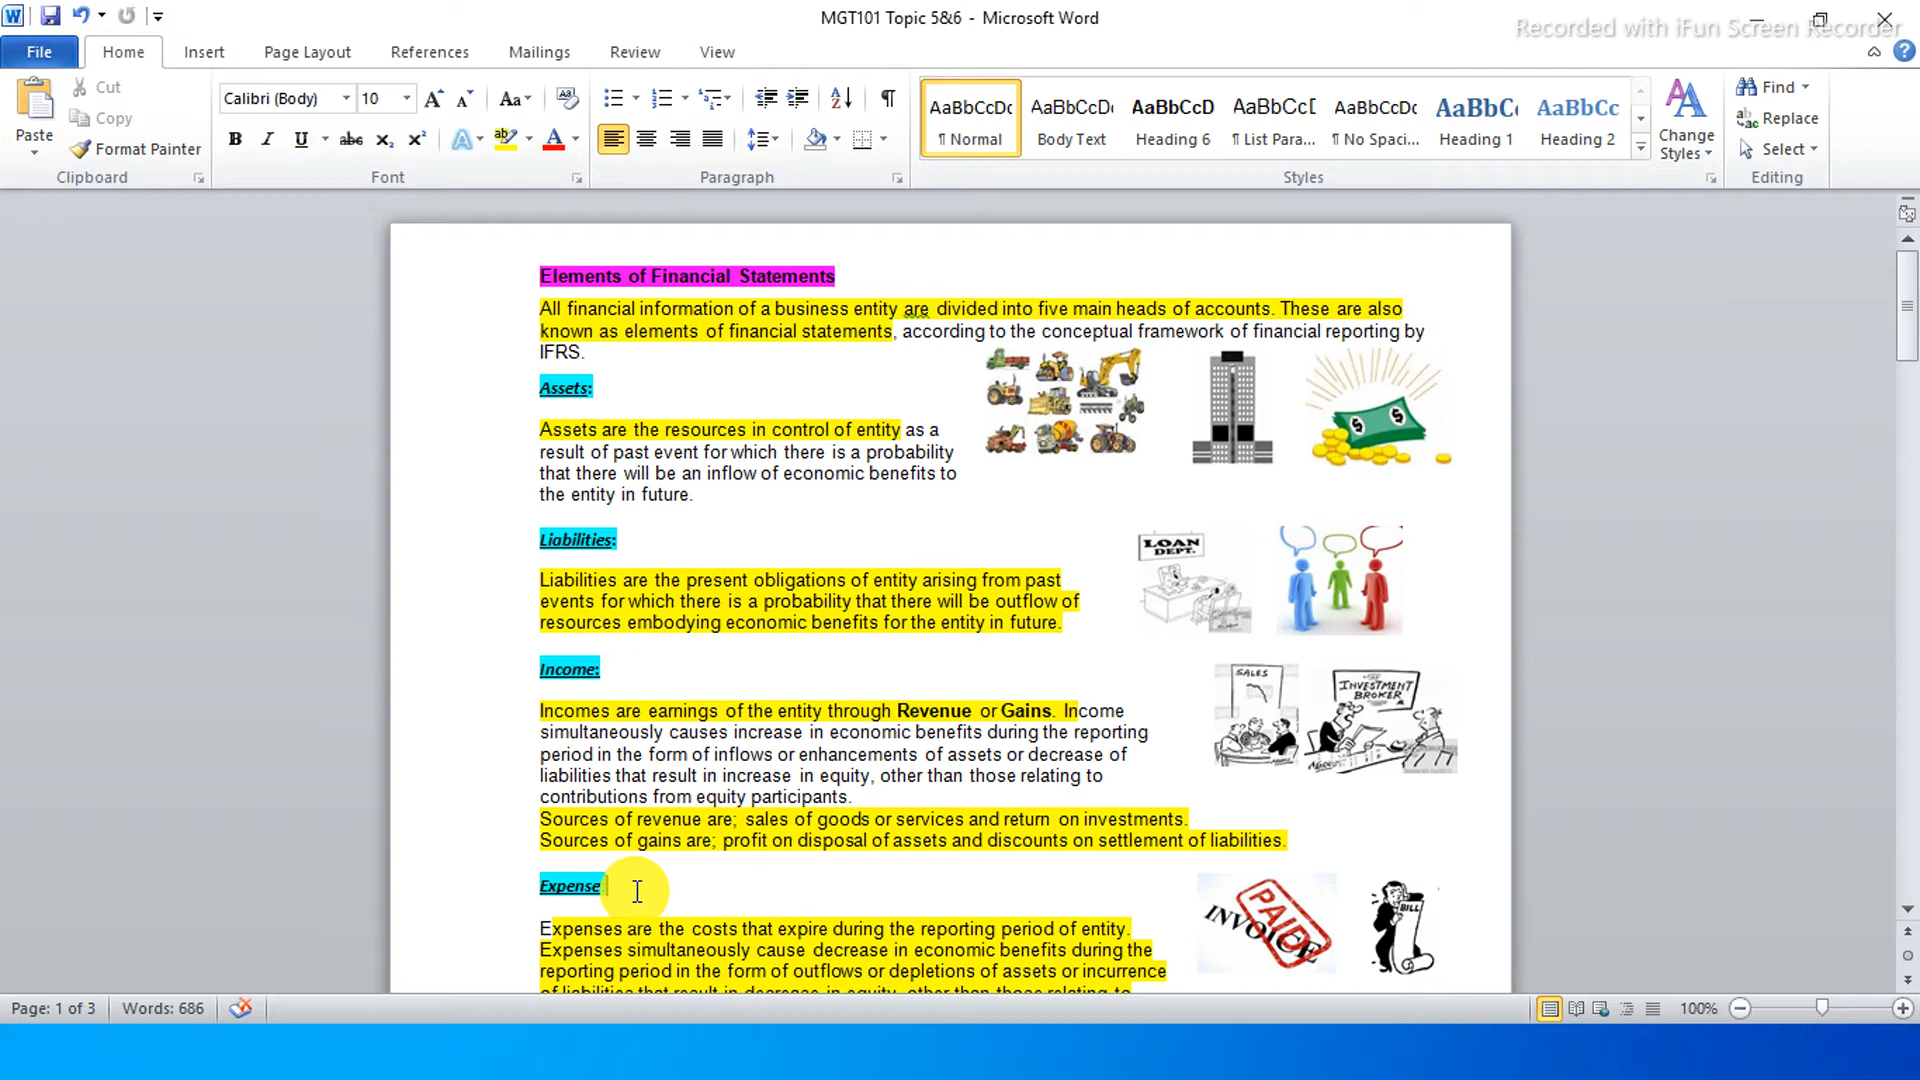 MGT101 Topic 5&6 - Microsoft Word
Recorded with iFun Screen Recorder
File Home Insert Page Layout References Mailings Review View
Cut
Copy
Format Painter
Paste
Clipboard
Calibri (Body) 10
Font
Paragraph
AaBbCcDc AaBbCcDc AaBbCcD AaBbCcD AaBbCcDc AaBbC AaBbCc
¶ Normal Body Text Heading 6 ¶ List Para... ¶ No Spaci... Heading 1 Heading 2
Styles
Change
Styles
Find
Replace
Select
Editing
Elements of Financial Statements
All financial information of a business entity are divided into five main heads of accounts. These are also
known as elements of financial statements, according to the conceptual framework of financial reporting by
IFRS.
Assets:
Assets are the resources in control of entity as a
result of past event for which there is a probability
that there will be an inflow of economic benefits to
the entity in future.
Liabilities:
LOAN
DEPT.
Liabilities are the present obligations of entity arising from past
events for which there is a probability that there will be outflow of
resources embodying economic benefits for the entity in future.
Income:
SALES
INVESTMENT
BROKER
Incomes are earnings of the entity through Revenue or Gains. Income
simultaneously causes increase in economic benefits during the reporting
period in the form of inflows or enhancements of assets or decrease of
liabilities that result in increase in equity, other than those relating to
contributions from equity participants.
Sources of revenue are; sales of goods or services and return on investments.
Sources of gains are; profit on disposal of assets and discounts on settlement of liabilities.
Expense:
INVOICE
PAID
BILL
Expenses are the costs that expire during the reporting period of entity.
Expenses simultaneously cause decrease in economic benefits during the
reporting period in the form of outflows or depletions of assets or incurrence
of liabilities that result in decrease in equity, other than those relating to
Page: 1 of 3 Words: 686 100%